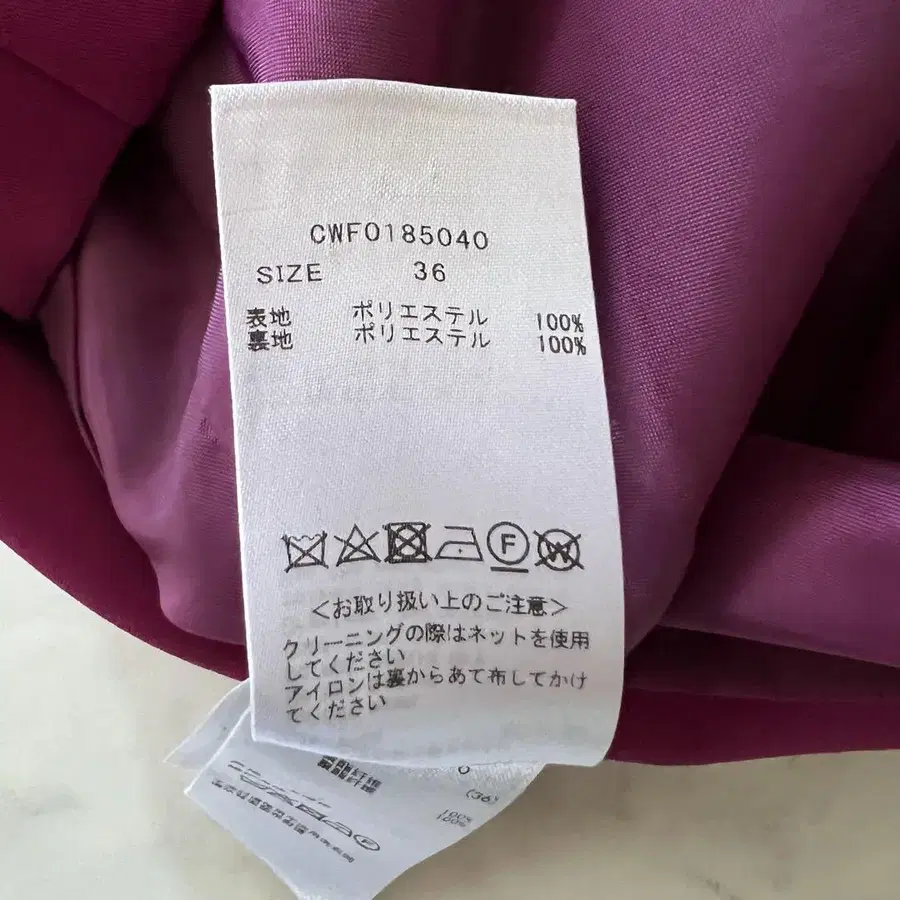 CWF0185040
SIZE 36
表地 ポリエステル 100%
裏地 ポリエステル 100%
F
W
<お取り扱い上のご注意>
クリーニングの際はネットを使用
してください
アイロンは裏からあて布してかけ
てください
(36)
100%
100%